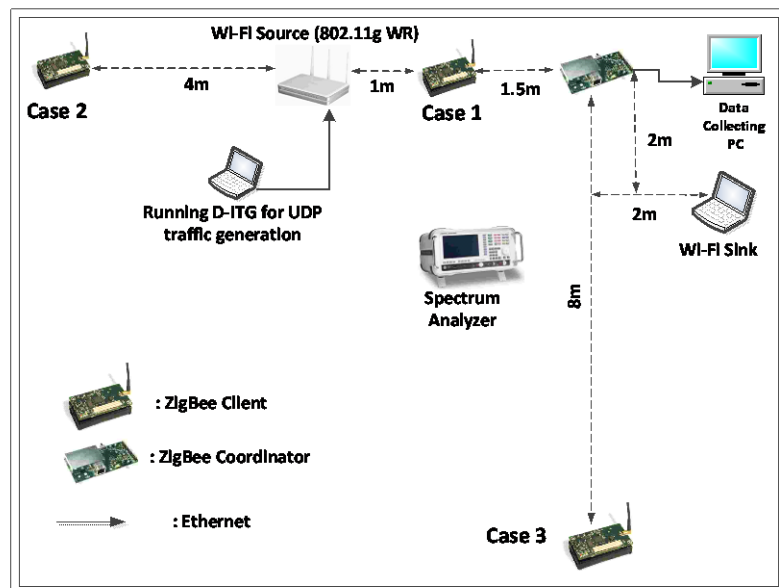 Wi-Fi Source (802.11g WR)
4m
1m
1.5m
Case 2
Case 1
Data
Collecting
PC
2m
2m
Running D-ITG for UDP
traffic generation
Wi-Fi Sink
Spectrum
Analyzer
8m
: ZigBee Client
: ZigBee Coordinator
: Ethernet
Case 3